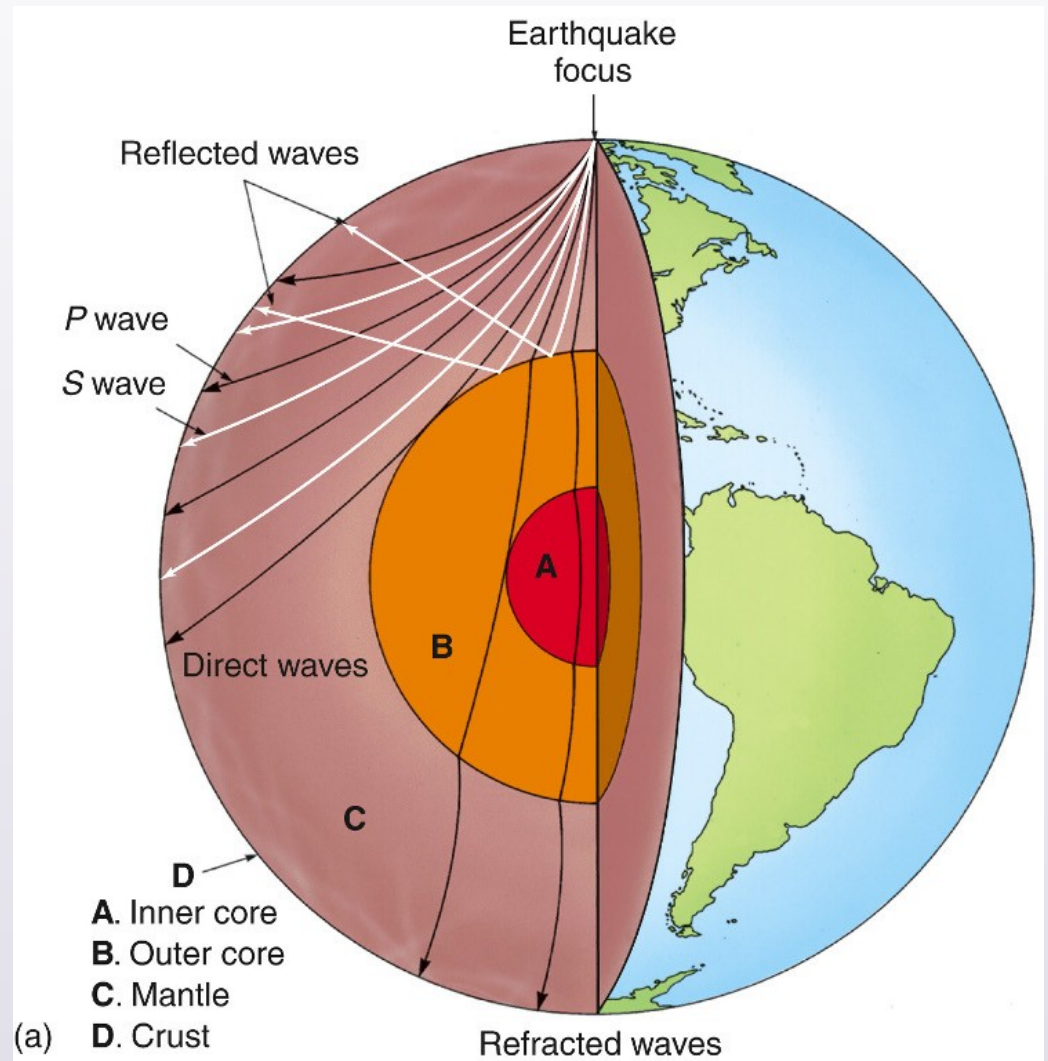 Earthquake
focus
Reflected waves
P wave
S wave
A
B
Direct waves
C
D
A. Inner core
B. Outer core
C. Mantle
(a) D. Crust
Refracted waves